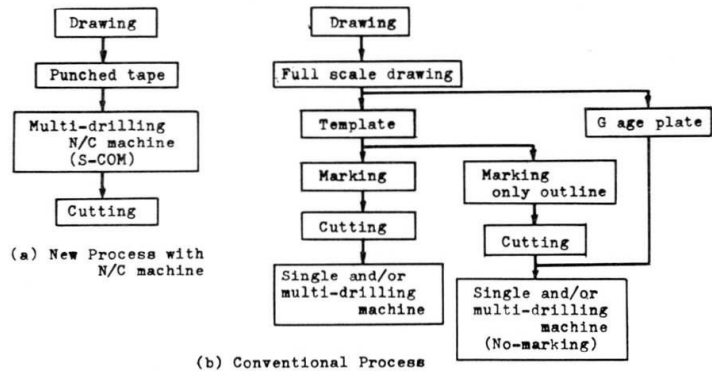 Drawing
Punched tape
Multi-drilling
N/C machine
(S-COM)
Cutting
(a) New Process with
N/C machine
Drawing
Full scale drawing
Template
G age plate
Marking
Marking
only outline
Cutting
Cutting
Single and/or
multi-drilling
machine
Single and/or
multi-drilling
machine
(No-marking)
(b) Conventional Process